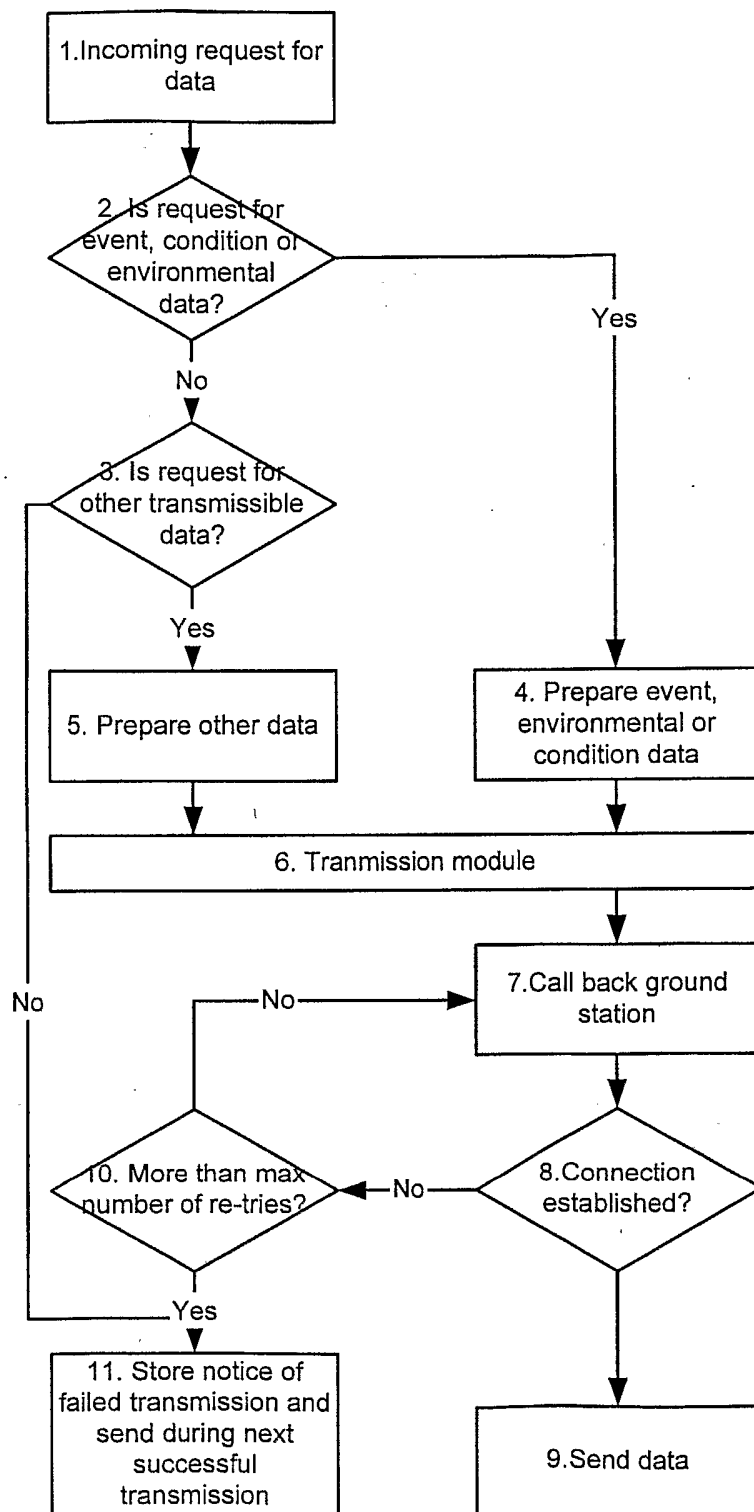 1.Incoming request for
data
2. Is request for
event, condition or
environmental
data?
Yes
No
3. Is request for
other transmissible
data?
Yes
5. Prepare other data
4. Prepare event,
environmental or
condition data
6. Tranmission module
No
No
7.Call back ground
station
10. More than max
number of re-tries?
No
8.Connection
established?
Yes
11. Store notice of
failed transmission and
send during next
successful
transmission
9.Send data